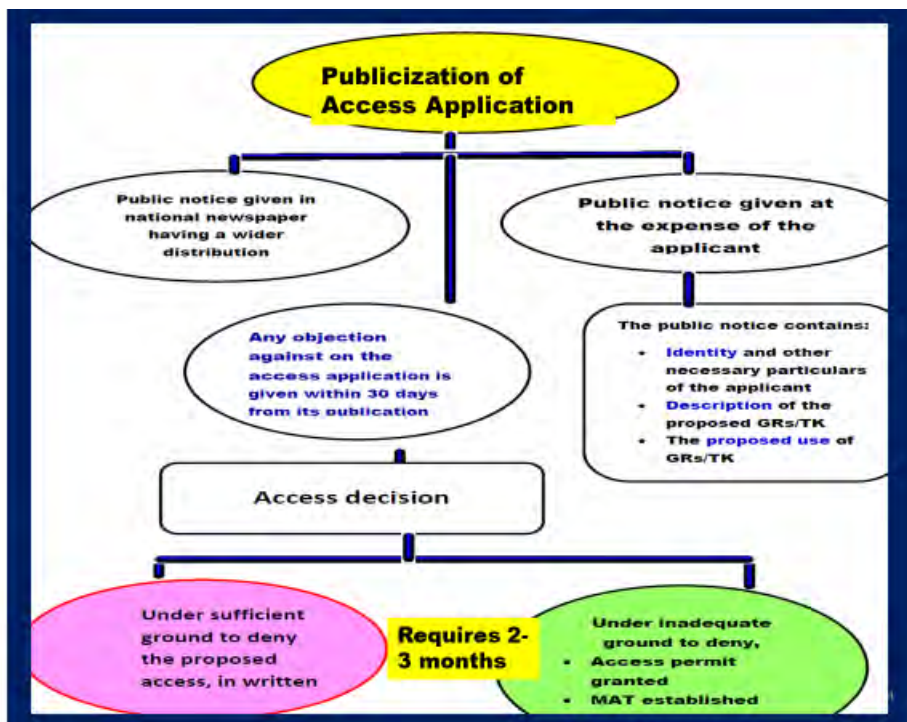 Publicization of
Access Application
Public notice given in
national newspaper
having a wider
distribution
Public notice given at
the expense of the
applicant
Any objection
against on the
access application is
given within 30 days
from its publication
The public notice contains:
• Identity and other
necessary particulars
of the applicant
• Description of the
proposed GRs/TK
• The proposed use of
GRs/TK
Access decision
Under sufficient
ground to deny
the proposed
access, in written
Requires 2-
3 months
Under inadequate
ground to deny,
• Access permit
granted
• MAT established